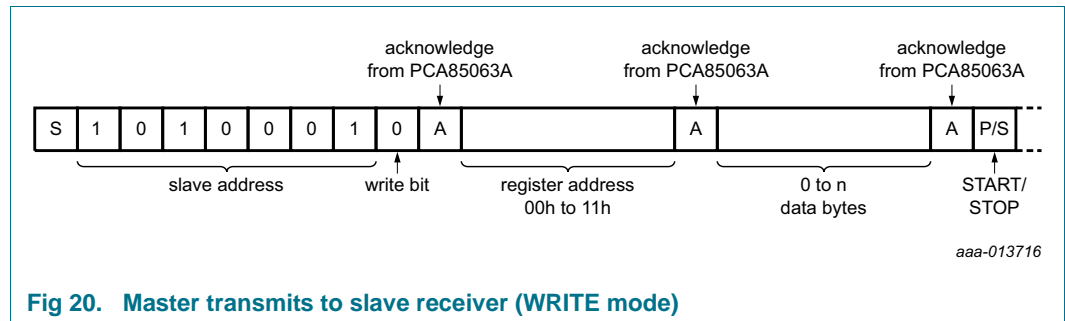 acknowledge acknowledge acknowledge
from PCA85063A from PCA85063A from PCA85063A
S 1 0 1 0 0 0 1 0 A A A P/S
slave address write bit register address 0 to n START/
00h to 11h data bytes STOP
aaa-013716
Fig 20. Master transmits to slave receiver (WRITE mode)